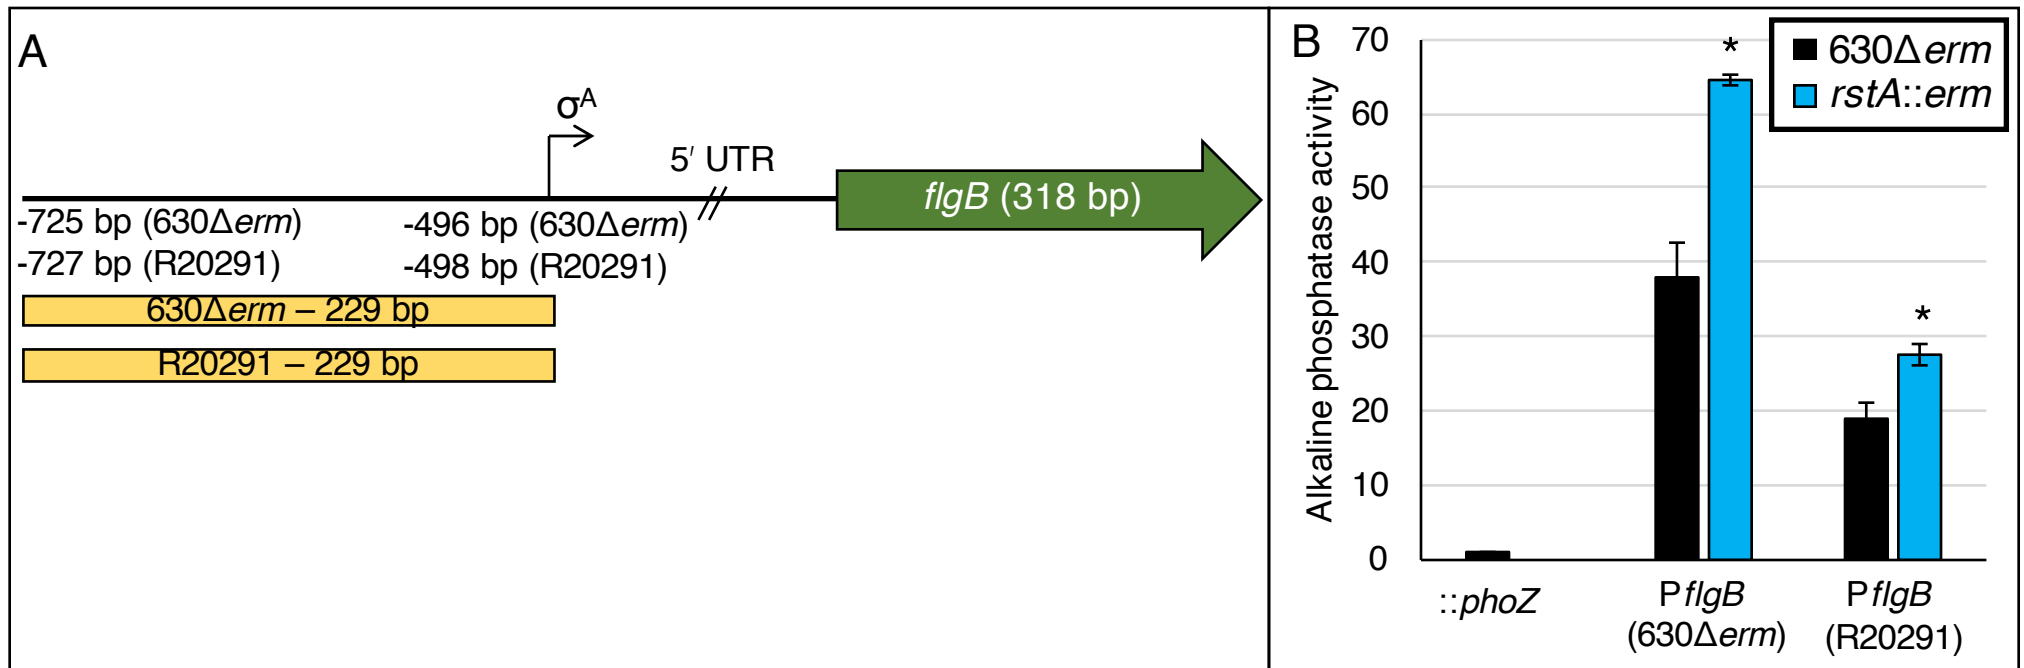 A
σA
5′ UTR
flgB (318 bp)
-725 bp (630Δerm)
-727 bp (R20291)
-496 bp (630Δerm)
-498 bp (R20291)
630Δerm – 229 bp
R20291 – 229 bp
B
630Δerm
rstA::erm
*
*
Alkaline phosphatase activity
70
60
50
40
30
20
10
0
::phoZ
PflgB
(630Δerm)
PflgB
(R20291)